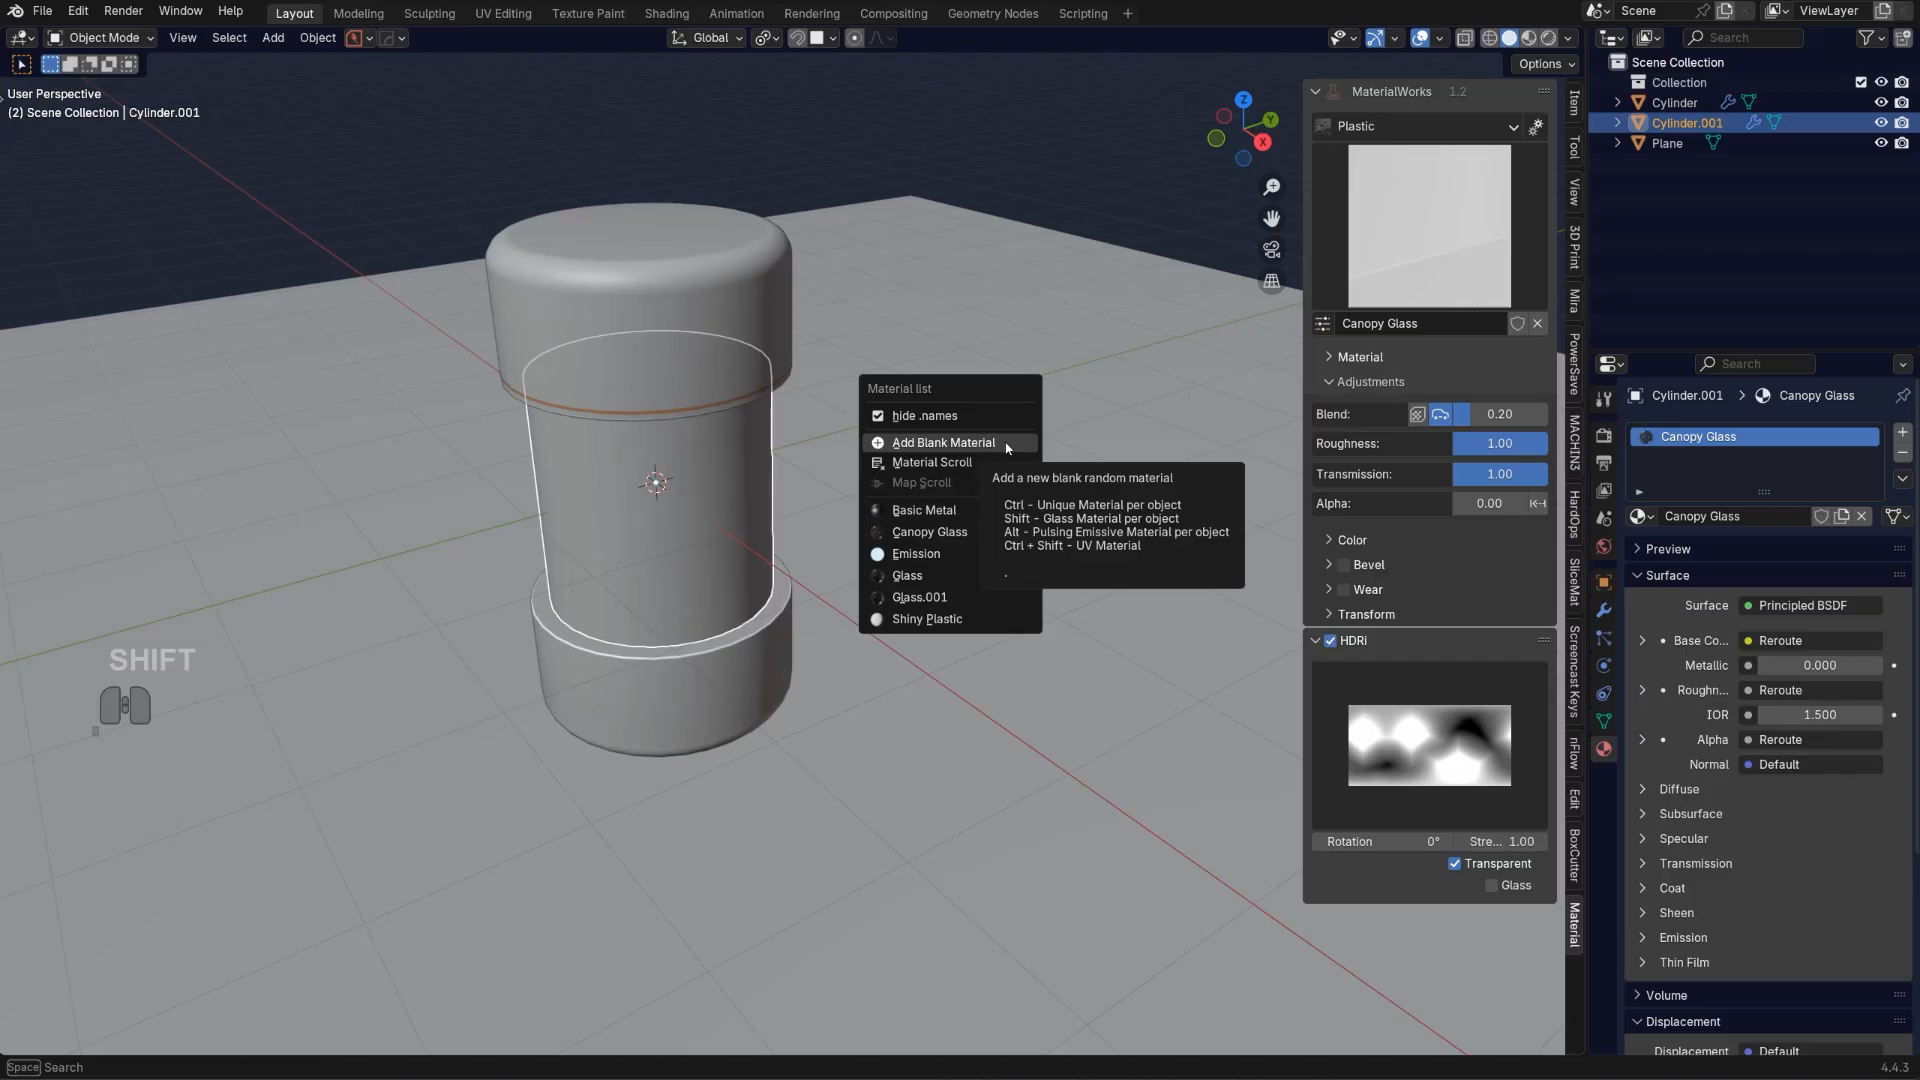 File Edit Render Window Help
Layout Modeling Sculpting UV Editing Texture Paint Shading Animation Rendering Compositing Geometry Nodes Scripting +
Scene
ViewLayer
Object Mode View Select Add Object
Global
Options
User Perspective
(2) Scene Collection | Cylinder.001
Z
Y
X
Material list
hide .names
Add Blank Material
Material Scroll
Map Scroll
Basic Metal
Canopy Glass
Emission
Glass
Glass.001
Shiny Plastic
Add a new blank random material
Ctrl - Unique Material per object
Shift - Glass Material per object
Alt - Pulsing Emissive Material per object
Ctrl + Shift - UV Material
.
SHIFT
MaterialWorks 1.2
Plastic
Canopy Glass
Material
Adjustments
Blend: 0.20
Roughness: 1.00
Transmission: 1.00
Alpha: 0.00
Color
Bevel
Wear
Transform
HDRi
Rotation 0° Stre... 1.00
Transparent
Glass
Item
Tool
View
3D Print
Mira
PowerSave
MACHIN3
HardOps
SliceMat
Screencast Keys
nFlow
Edit
BoxCutter
Material
Search
Scene Collection
Collection
Cylinder
Cylinder.001
Plane
Search
Cylinder.001 > Canopy Glass
Canopy Glass
Canopy Glass
Preview
Surface
Surface Principled BSDF
Base Co... Reroute
Metallic 0.000
Roughn... Reroute
IOR 1.500
Alpha Reroute
Normal Default
Diffuse
Subsurface
Specular
Transmission
Coat
Sheen
Emission
Thin Film
Volume
Displacement
Displacement Default
Space Search
4.4.3